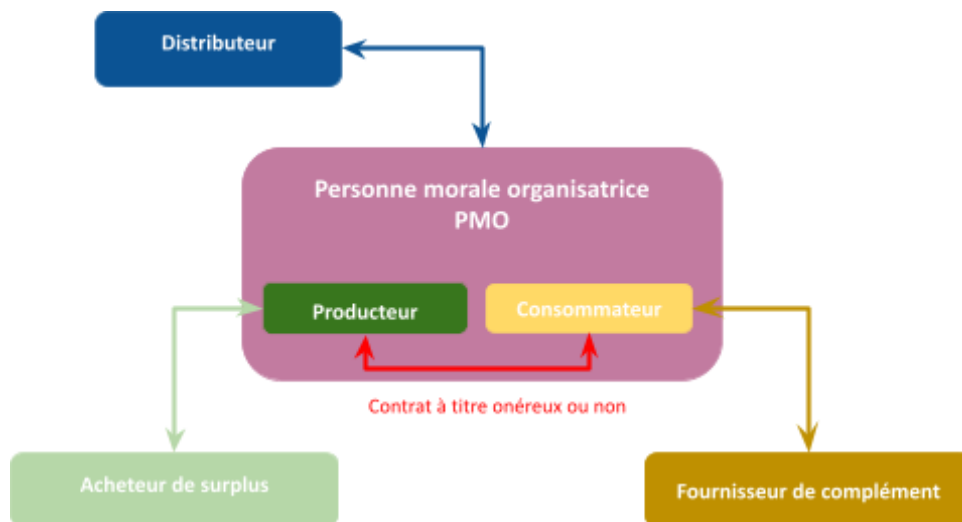 Distributeur
Personne morale organisatrice
PMO
Producteur
Consommateur
Contrat à titre onéreux ou non
Acheteur de surplus
Fournisseur de complément